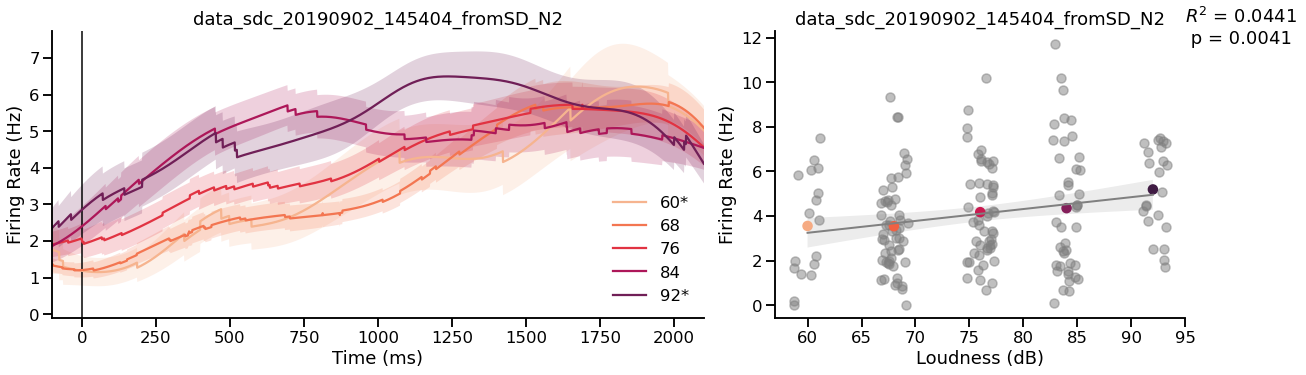 data_sdc_20190902_145404_fromSD_N2
Firing Rate (Hz)
7
6
5
4
3
2
1
0
0 250 500 750 1000 1250 1500 1750 2000
Time (ms)
60*
68
76
84
92*
data_sdc_20190902_145404_fromSD_N2
R² = 0.0441
p = 0.0041
Firing Rate (Hz)
12
10
8
6
4
2
0
60 65 70 75 80 85 90 95
Loudness (dB)